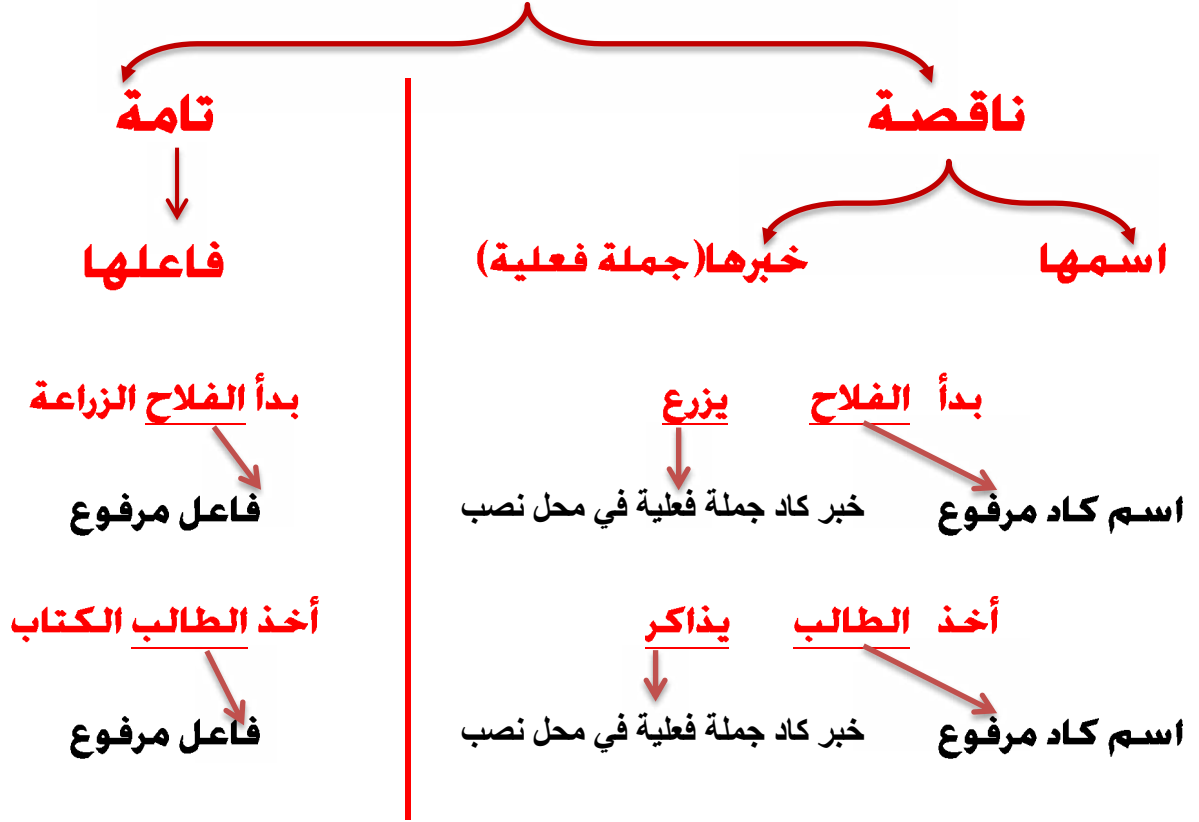 ناقصة تامة
اسمها خبرها(جملة فعلية) فاعلها
بدأ الفلاح يزرع بدأ الفلاح الزراعة
اسم كاد مرفوع خبر كاد جملة فعلية في محل نصب فاعل مرفوع
أخذ الطالب يذاكر أخذ الطالب الكتاب
اسم كاد مرفوع خبر كاد جملة فعلية في محل نصب فاعل مرفوع